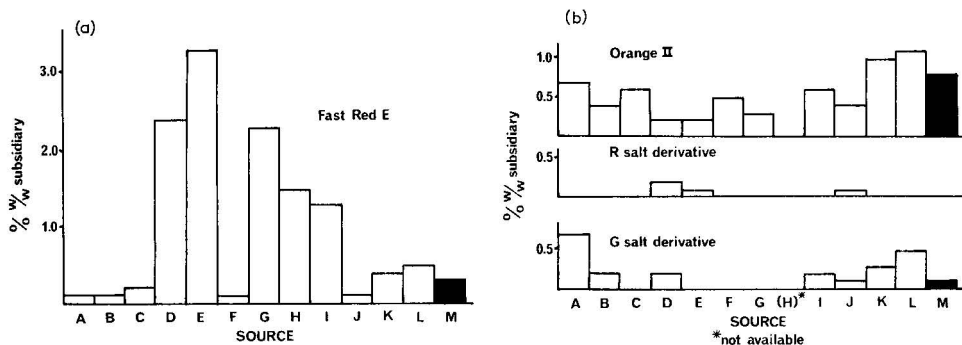 (a)
3.0
2.0
1.0
% w/w subsidiary
Fast Red E
A B C D E F G H I J K L M
SOURCE
(b)
Orange II
1.0
0.5
R salt derivative
0.5
% w/w subsidiary
G salt derivative
0.5
A B C D E F G (H)* I J K L M
SOURCE
*not available